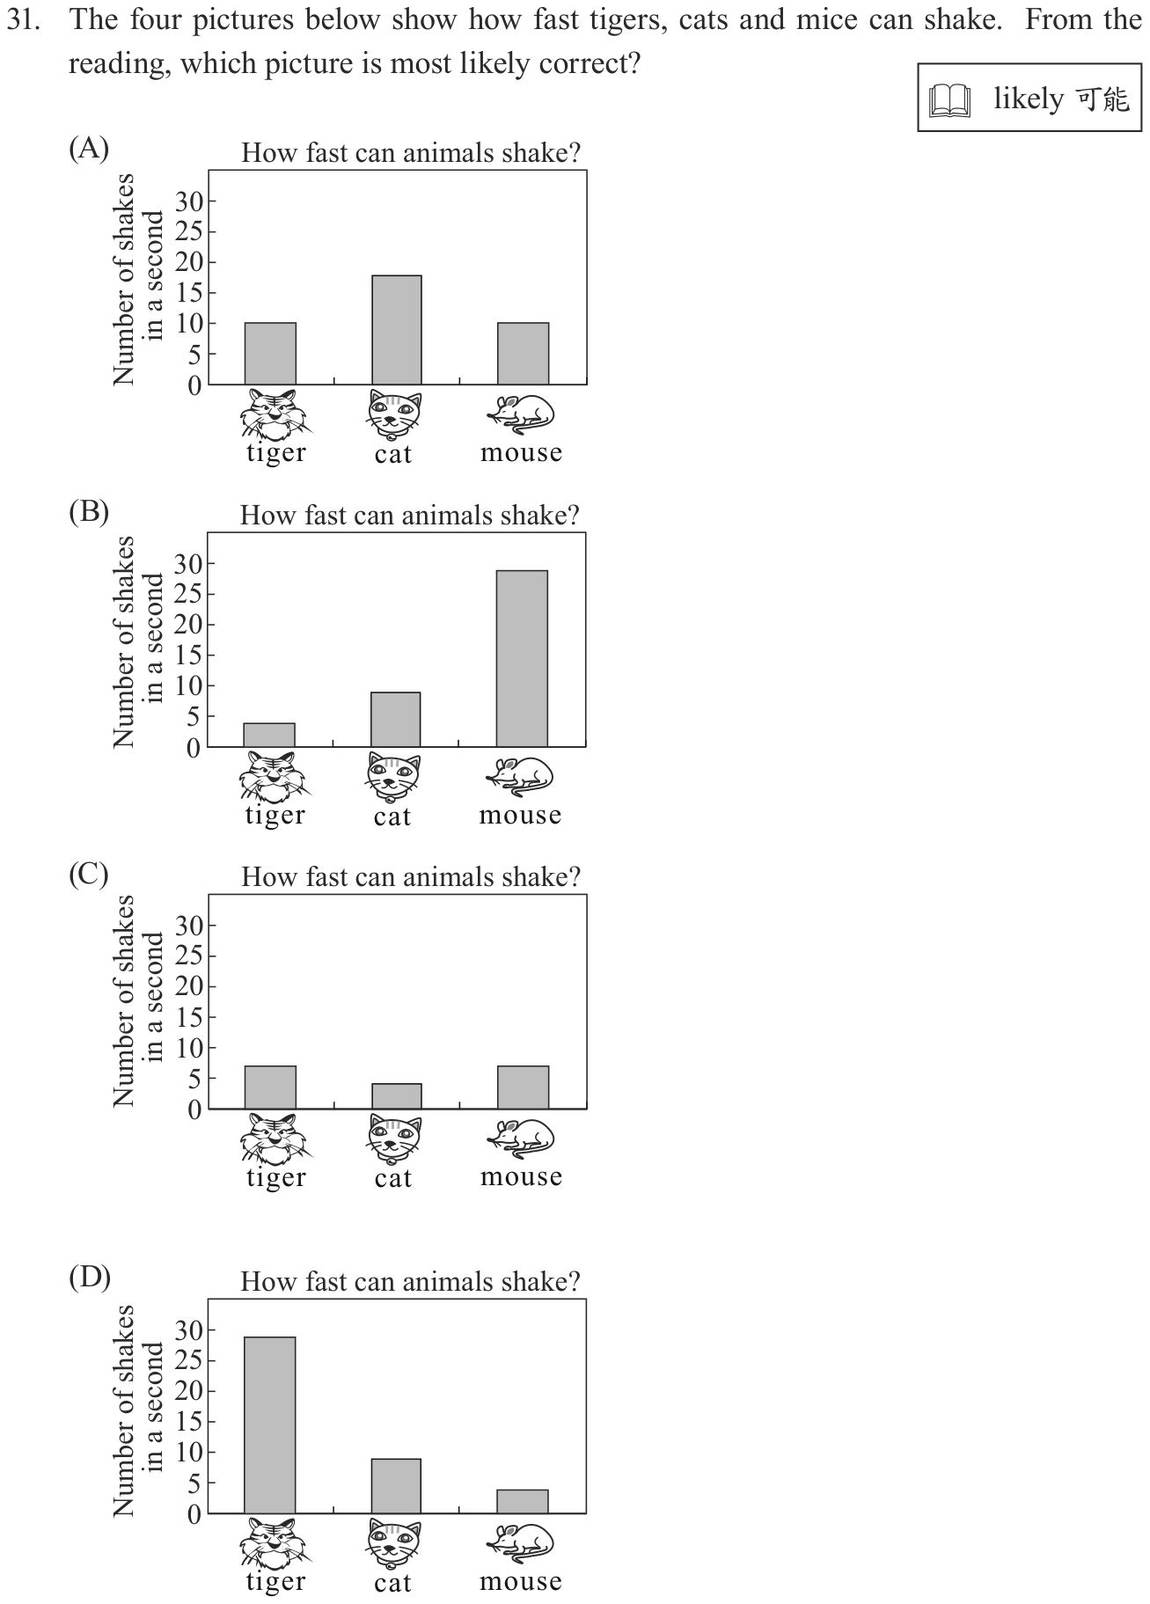 31. The four pictures below show how fast tigers, cats and mice can shake. From the
reading, which picture is most likely correct?
likely 可能
(A)
How fast can animals shake?
Number of shakes
in a second
30
25
20
15
10
5
0
tiger cat mouse
(B)
How fast can animals shake?
Number of shakes
in a second
30
25
20
15
10
5
0
tiger cat mouse
(C)
How fast can animals shake?
Number of shakes
in a second
30
25
20
15
10
5
0
tiger cat mouse
(D)
How fast can animals shake?
Number of shakes
in a second
30
25
20
15
10
5
0
tiger cat mouse